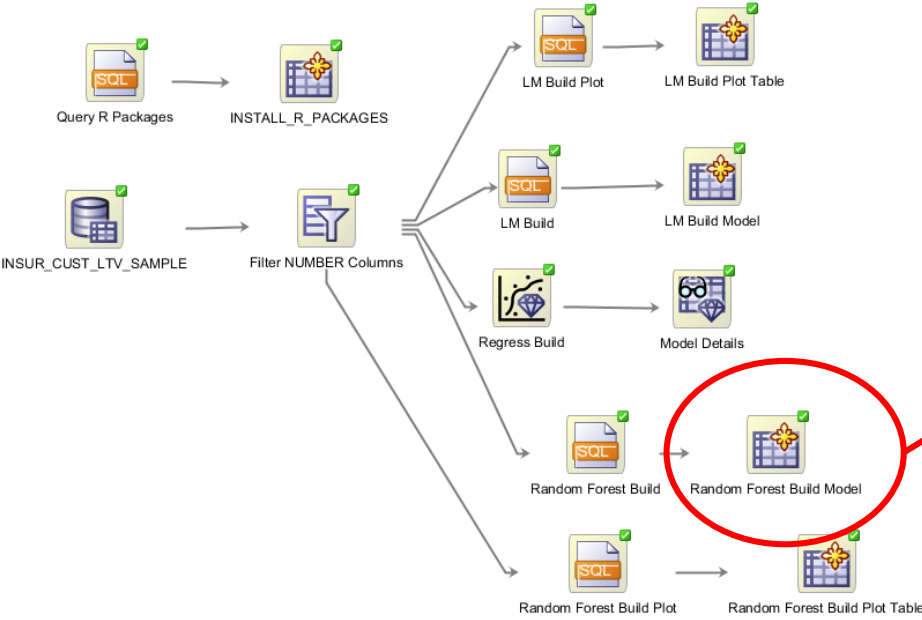 SQL
LM Build Plot
LM Build Plot Table
SQL
Query R Packages
INSTALL_R_PACKAGES
SQL
LM Build
LM Build Model
INSUR_CUST_LTV_SAMPLE
Filter NUMBER Columns
Regress Build
Model Details
SQL
Random Forest Build
Random Forest Build Model
SQL
Random Forest Build Plot
Random Forest Build Plot Table